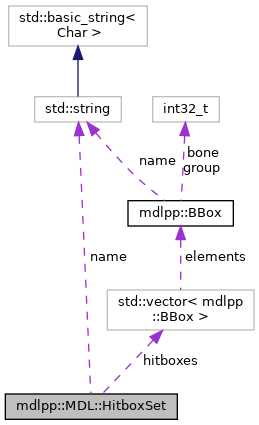 std::basic_string<
Char >
std::string
int32_t
name
bone
group
mdlpp::BBox
name
elements
std::vector< mdlpp
::BBox >
hitboxes
mdlpp::MDL::HitboxSet